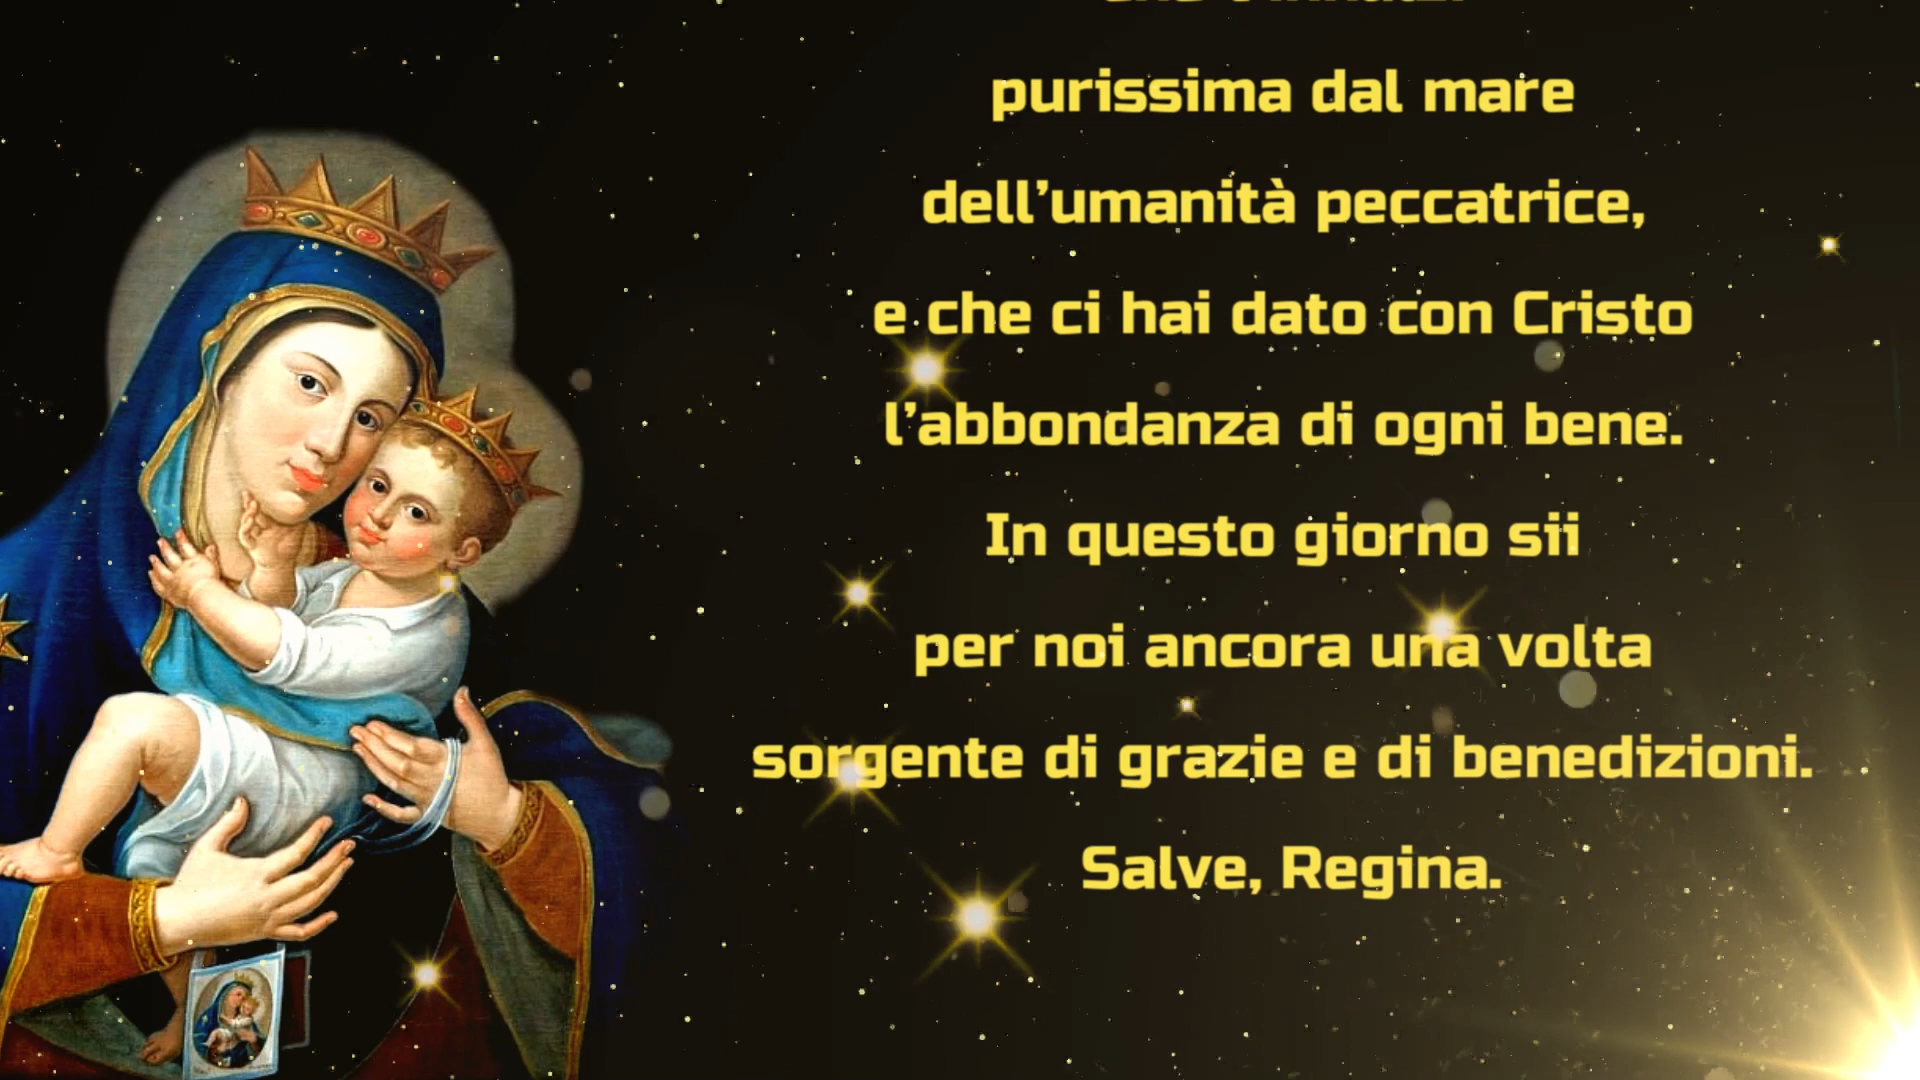 purissima dal mare
dell’umanità peccatrice,
e che ci hai dato con Cristo
l’abbondanza di ogni bene.
In questo giorno sii
per noi ancora una volta
sorgente di grazie e di benedizioni.
Salve, Regina.